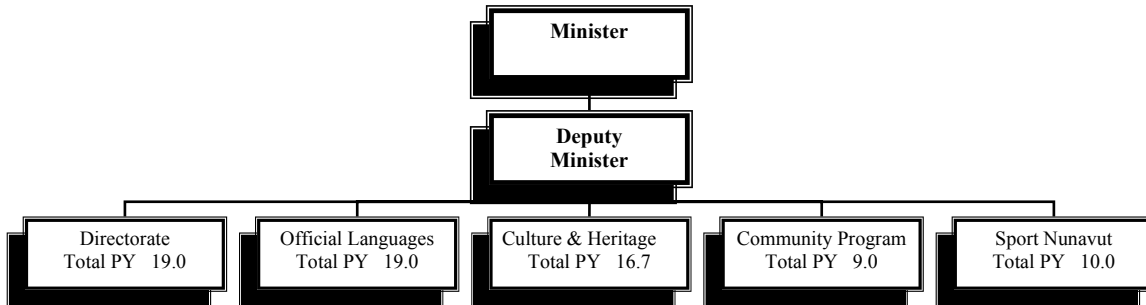 Minister
Deputy
Minister
Directorate
Total PY 19.0
Official Languages
Total PY 19.0
Culture & Heritage
Total PY 16.7
Community Program
Total PY 9.0
Sport Nunavut
Total PY 10.0